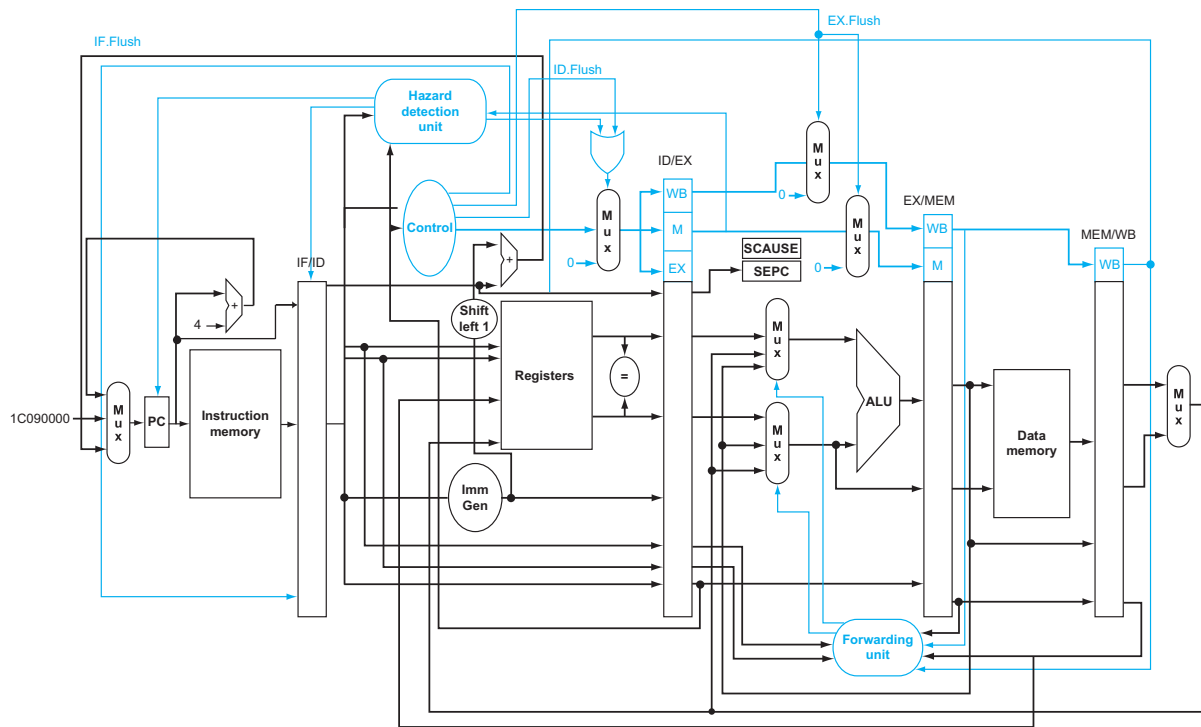 EX.Flush
IF.Flush
ID.Flush
Hazard
detection
unit
M
u
x
ID/EX
WB
0
EX/MEM
Control
M
u
x
M
M
u
x
WB
MEM/WB
SCAUSE
WB
+
0
EX
SEPC
0
M
IF/ID
+
4
Shift
left 1
M
u
x
Registers
=
ALU
1C090000
M
u
x
PC
Instruction
memory
M
u
x
Data
memory
M
u
x
Imm
Gen
Forwarding
unit